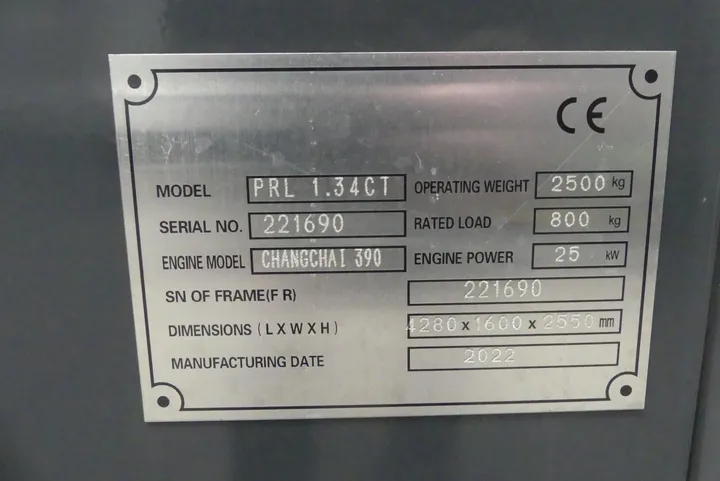 CE
MODEL PRL 1.34CT OPERATING WEIGHT 2500 kg
SERIAL NO. 221690 RATED LOAD 800 kg
ENGINE MODEL CHANGCHAI 390 ENGINE POWER 25 kW
SN OF FRAME(F R) 221690
DIMENSIONS (L X W X H) 4280 x 1600 x 2550 mm
MANUFACTURING DATE 2022